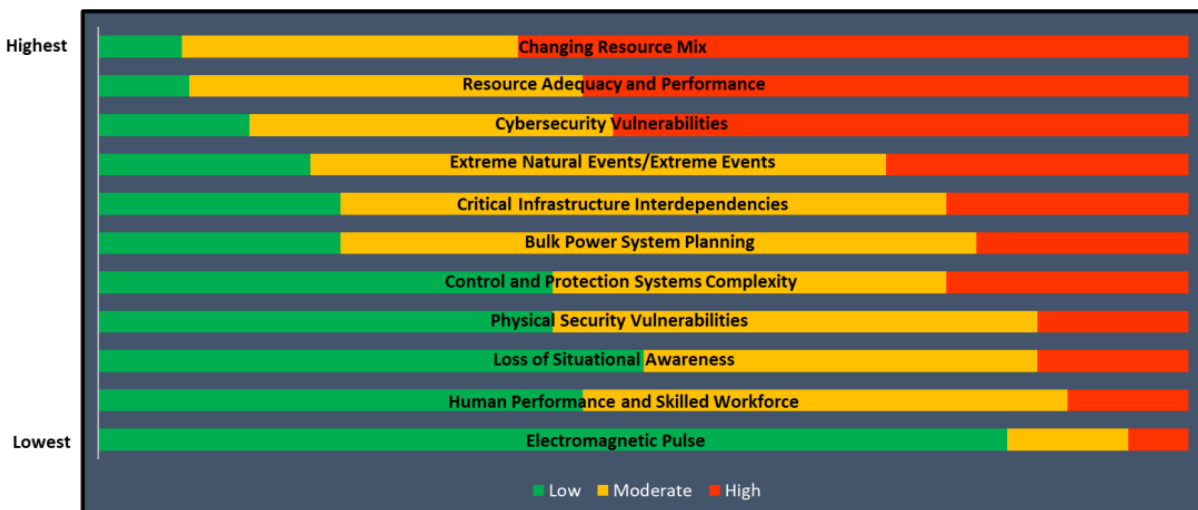 Highest
Changing Resource Mix
Resource Adequacy and Performance
Cybersecurity Vulnerabilities
Extreme Natural Events/Extreme Events
Critical Infrastructure Interdependencies
Bulk Power System Planning
Control and Protection Systems Complexity
Physical Security Vulnerabilities
Loss of Situational Awareness
Human Performance and Skilled Workforce
Lowest
Electromagnetic Pulse
Low Moderate High